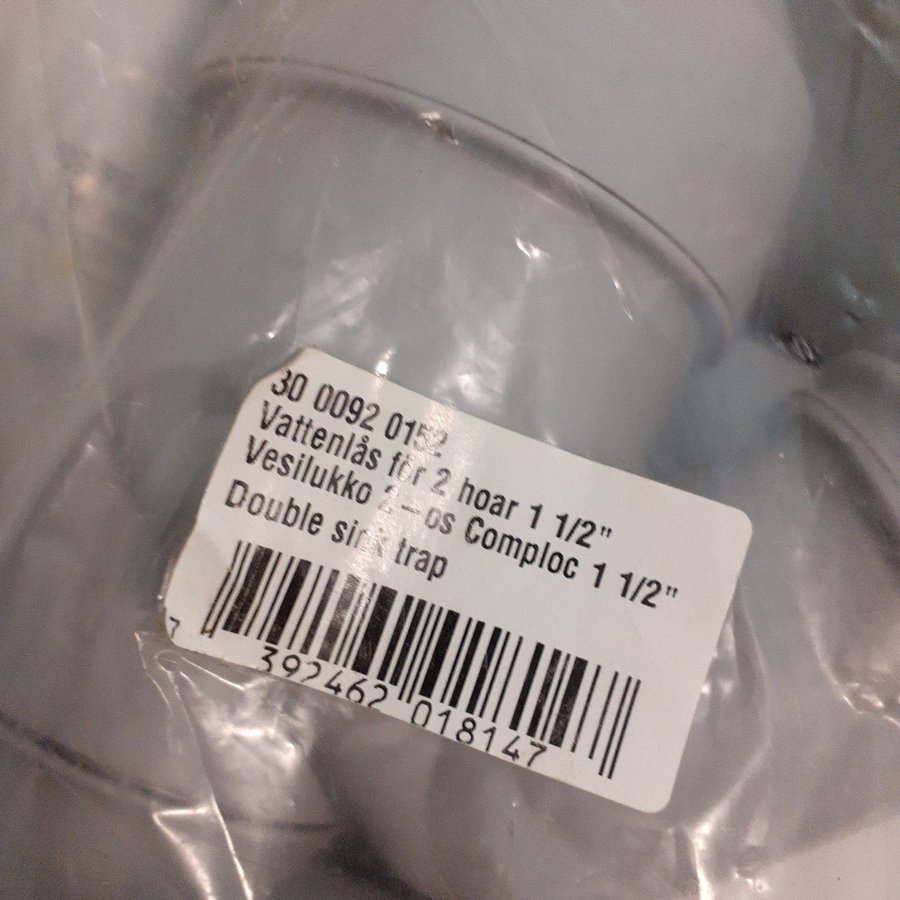 30 0092 0152
Vattenlås för 2 hoar 1 1/2"
Vesilukko 2-os Comploc 1 1/2"
Double sink trap
7 392462 018147